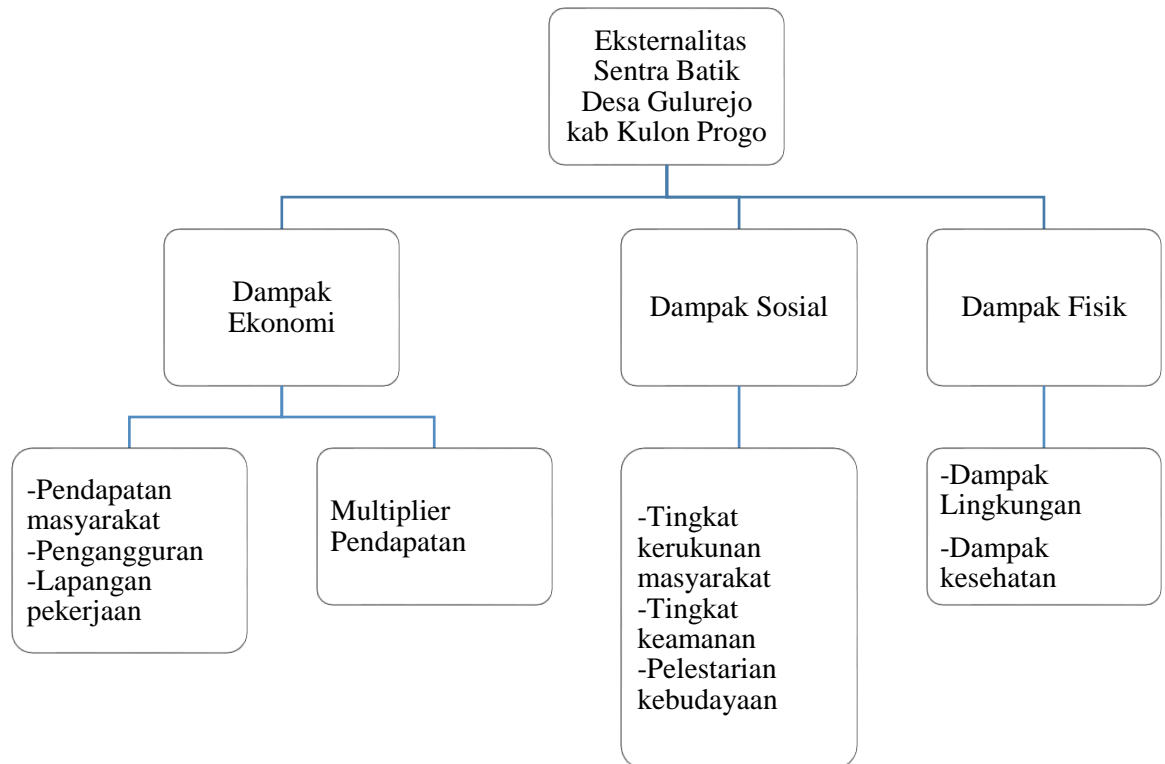 Eksternalitas
Sentra Batik
Desa Gulurejo
kab Kulon Progo
Dampak
Ekonomi
Dampak Sosial
Dampak Fisik
-Pendapatan
masyarakat
-Pengangguran
-Lapangan
pekerjaan
Multiplier
Pendapatan
-Tingkat
kerukunan
masyarakat
-Tingkat
keamanan
-Pelestarian
kebudayaan
-Dampak
Lingkungan
-Dampak
kesehatan